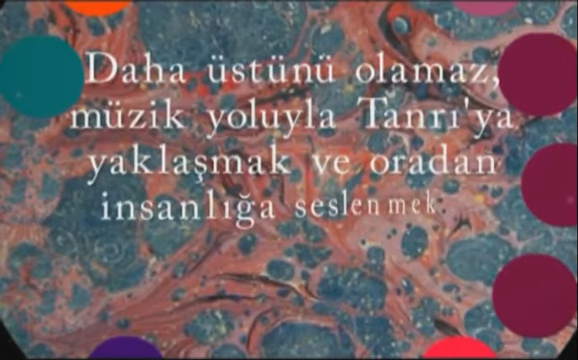 Daha üstünü olamaz,
müzik yoluyla Tanrı'ya
yaklaşmak ve oradan
insanlığa seslenmek.